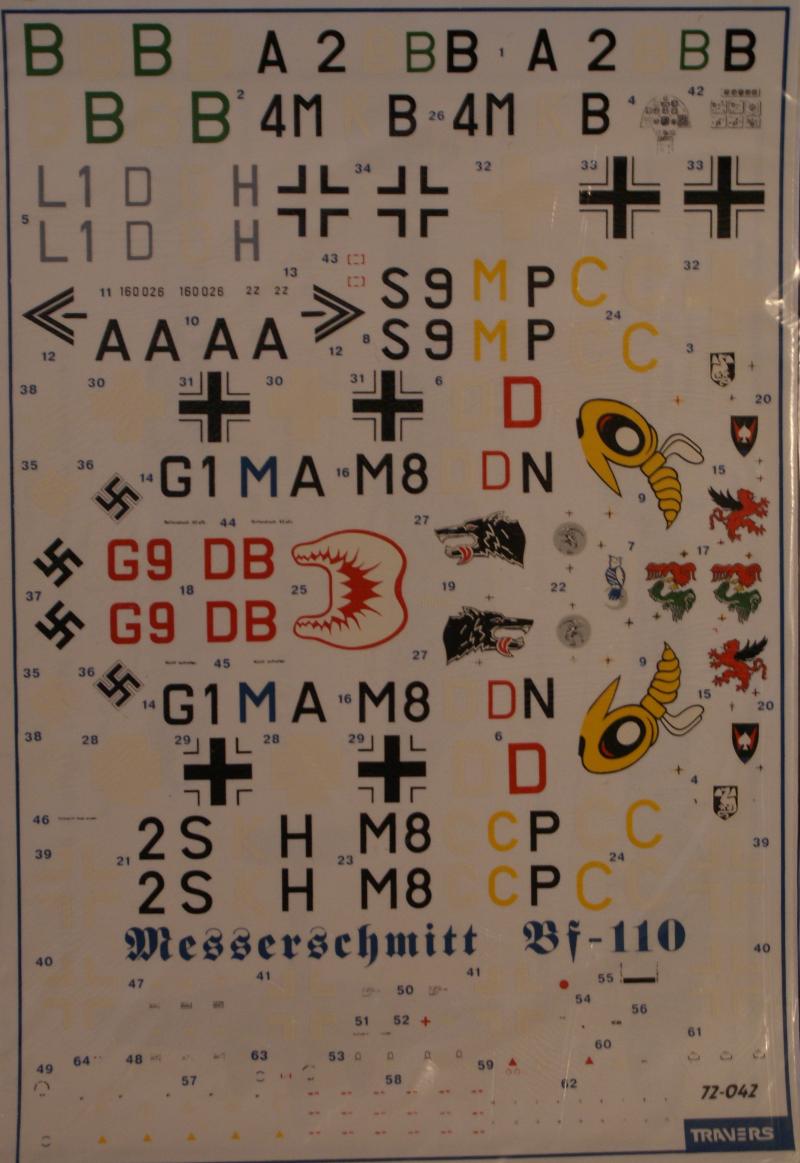 B B A 2 B B 1 A 2 B B
B B 2 4M B 26 4M B 4 42
L1 D H 34 32 33 33
5 L1 D H
43 32
13
11 160026 160026 22 22 S9 M P C
10 24
12 A A A A 12 8 S9 M P C 3
38 30 31 30 31 6 D 20
35 36 14 G1 M A 16 M8 D N 9 15
44 27
G9 DB 7 17
37 18 25 19 22
G9 DB
35 36 45 27 9
14 G1 M A 16 M8 D N 15 20
38 28 29 28 29 6 D
4
46 2S H M8 C P C
39 21 23 24 39
2S H M8 C P C
Messerschmitt Bf-110
40 41 41 40
47 50 55
54
51 52 56
61
60
49 64 48 63 53 59
57 58 62
72-042
TRAVERS